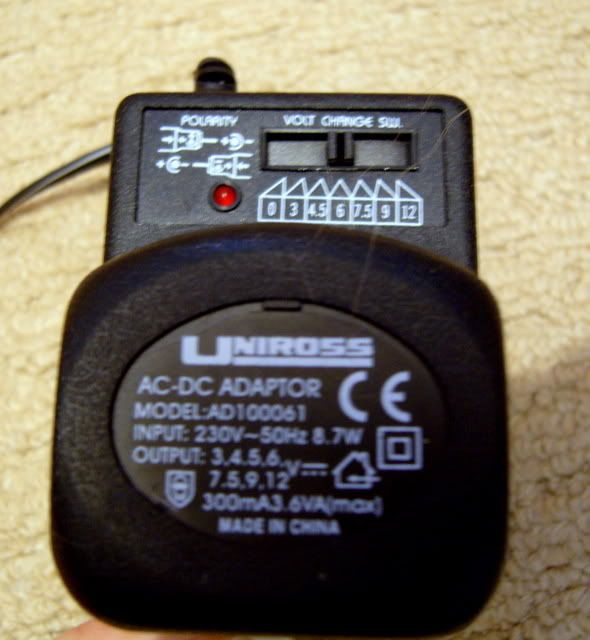 POLARITY VOLT CHANGE SW.
+ -
+ -
0 3 4.5 6 7.5 9 12
UNIROSS
AC-DC ADAPTOR CE
MODEL:AD100061
INPUT: 230V~50Hz 8.7W
OUTPUT: 3,4.5,6, V
7.5,9,12
300mA3.6VA(max)
MADE IN CHINA